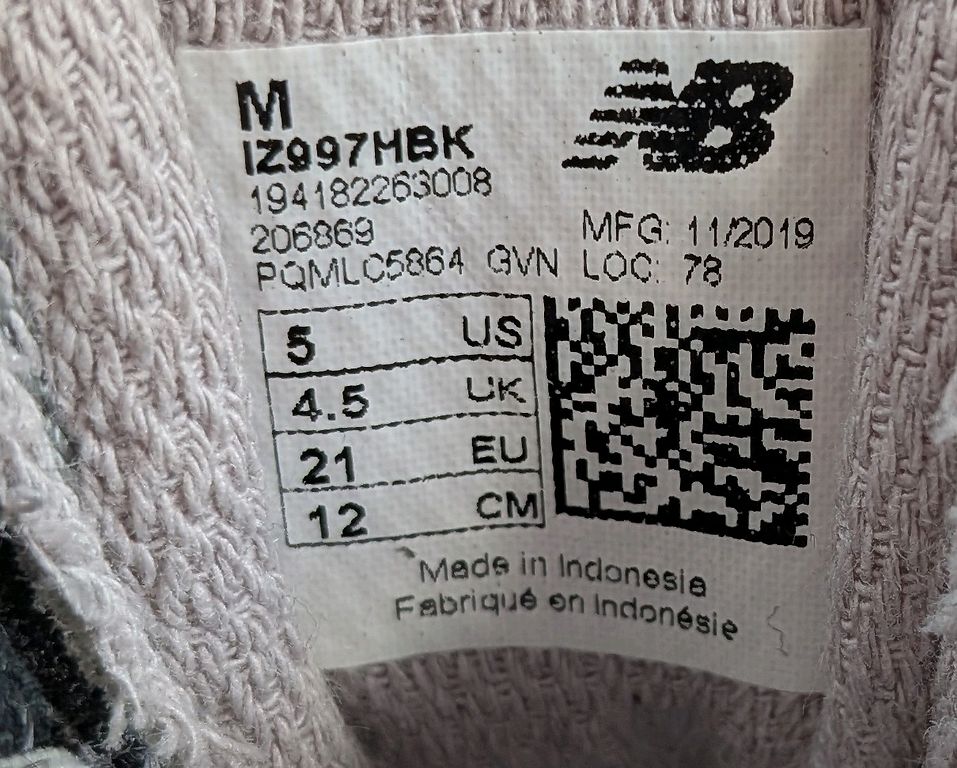 M
IZ997HBK
194182263008
206869
MFG: 11/2019
PQMLC5864 GVN LOC: 78
5 US
4.5 UK
21 EU
12 CM
Made in Indonesia
Fabriqué en Indonésie
NB